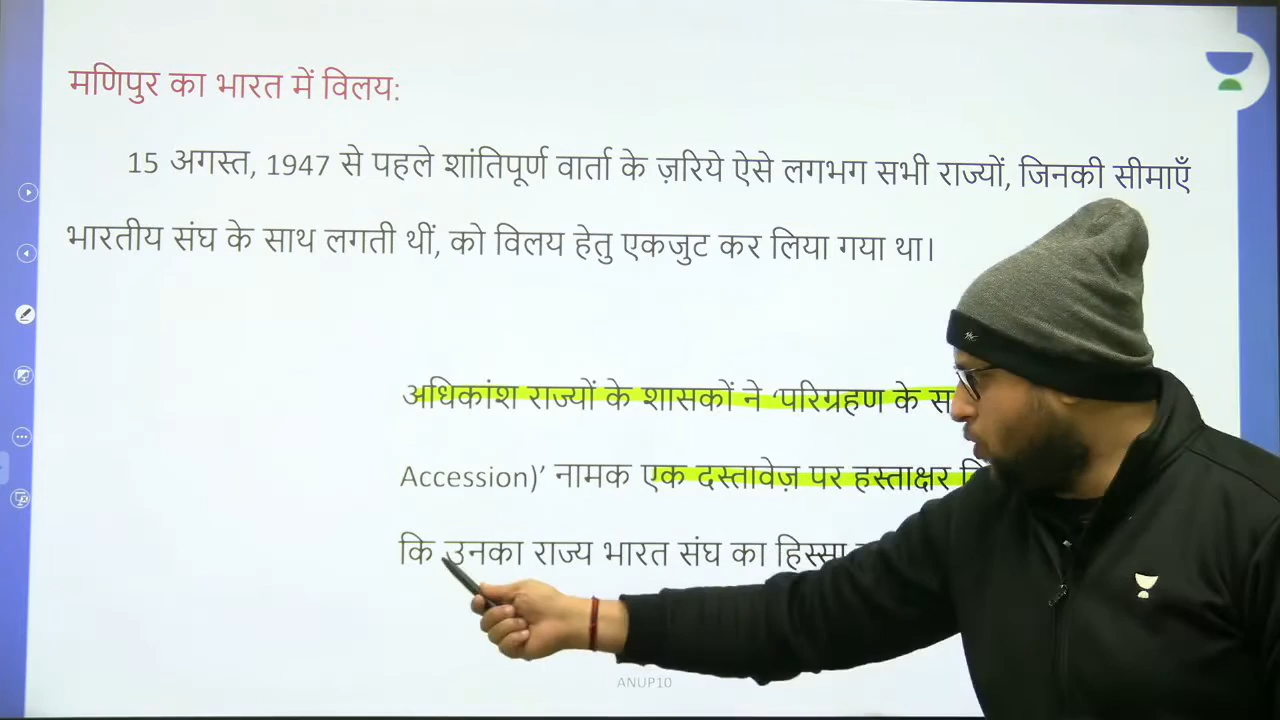 मणिपुर का भारत में विलय:
15 अगस्त, 1947 से पहले शांतिपूर्ण वार्ता के ज़रिये ऐसे लगभग सभी राज्यों, जिनकी सीमाएँ
भारतीय संघ के साथ लगती थीं, को विलय हेतु एकजुट कर लिया गया था।
अधिकांश राज्यों के शासकों ने ‘परिग्रहण के
Accession)’ नामक एक दस्तावेज़ पर हस्ताक्षर
कि उनका राज्य भारत संघ का हिस्सा
ANUP10